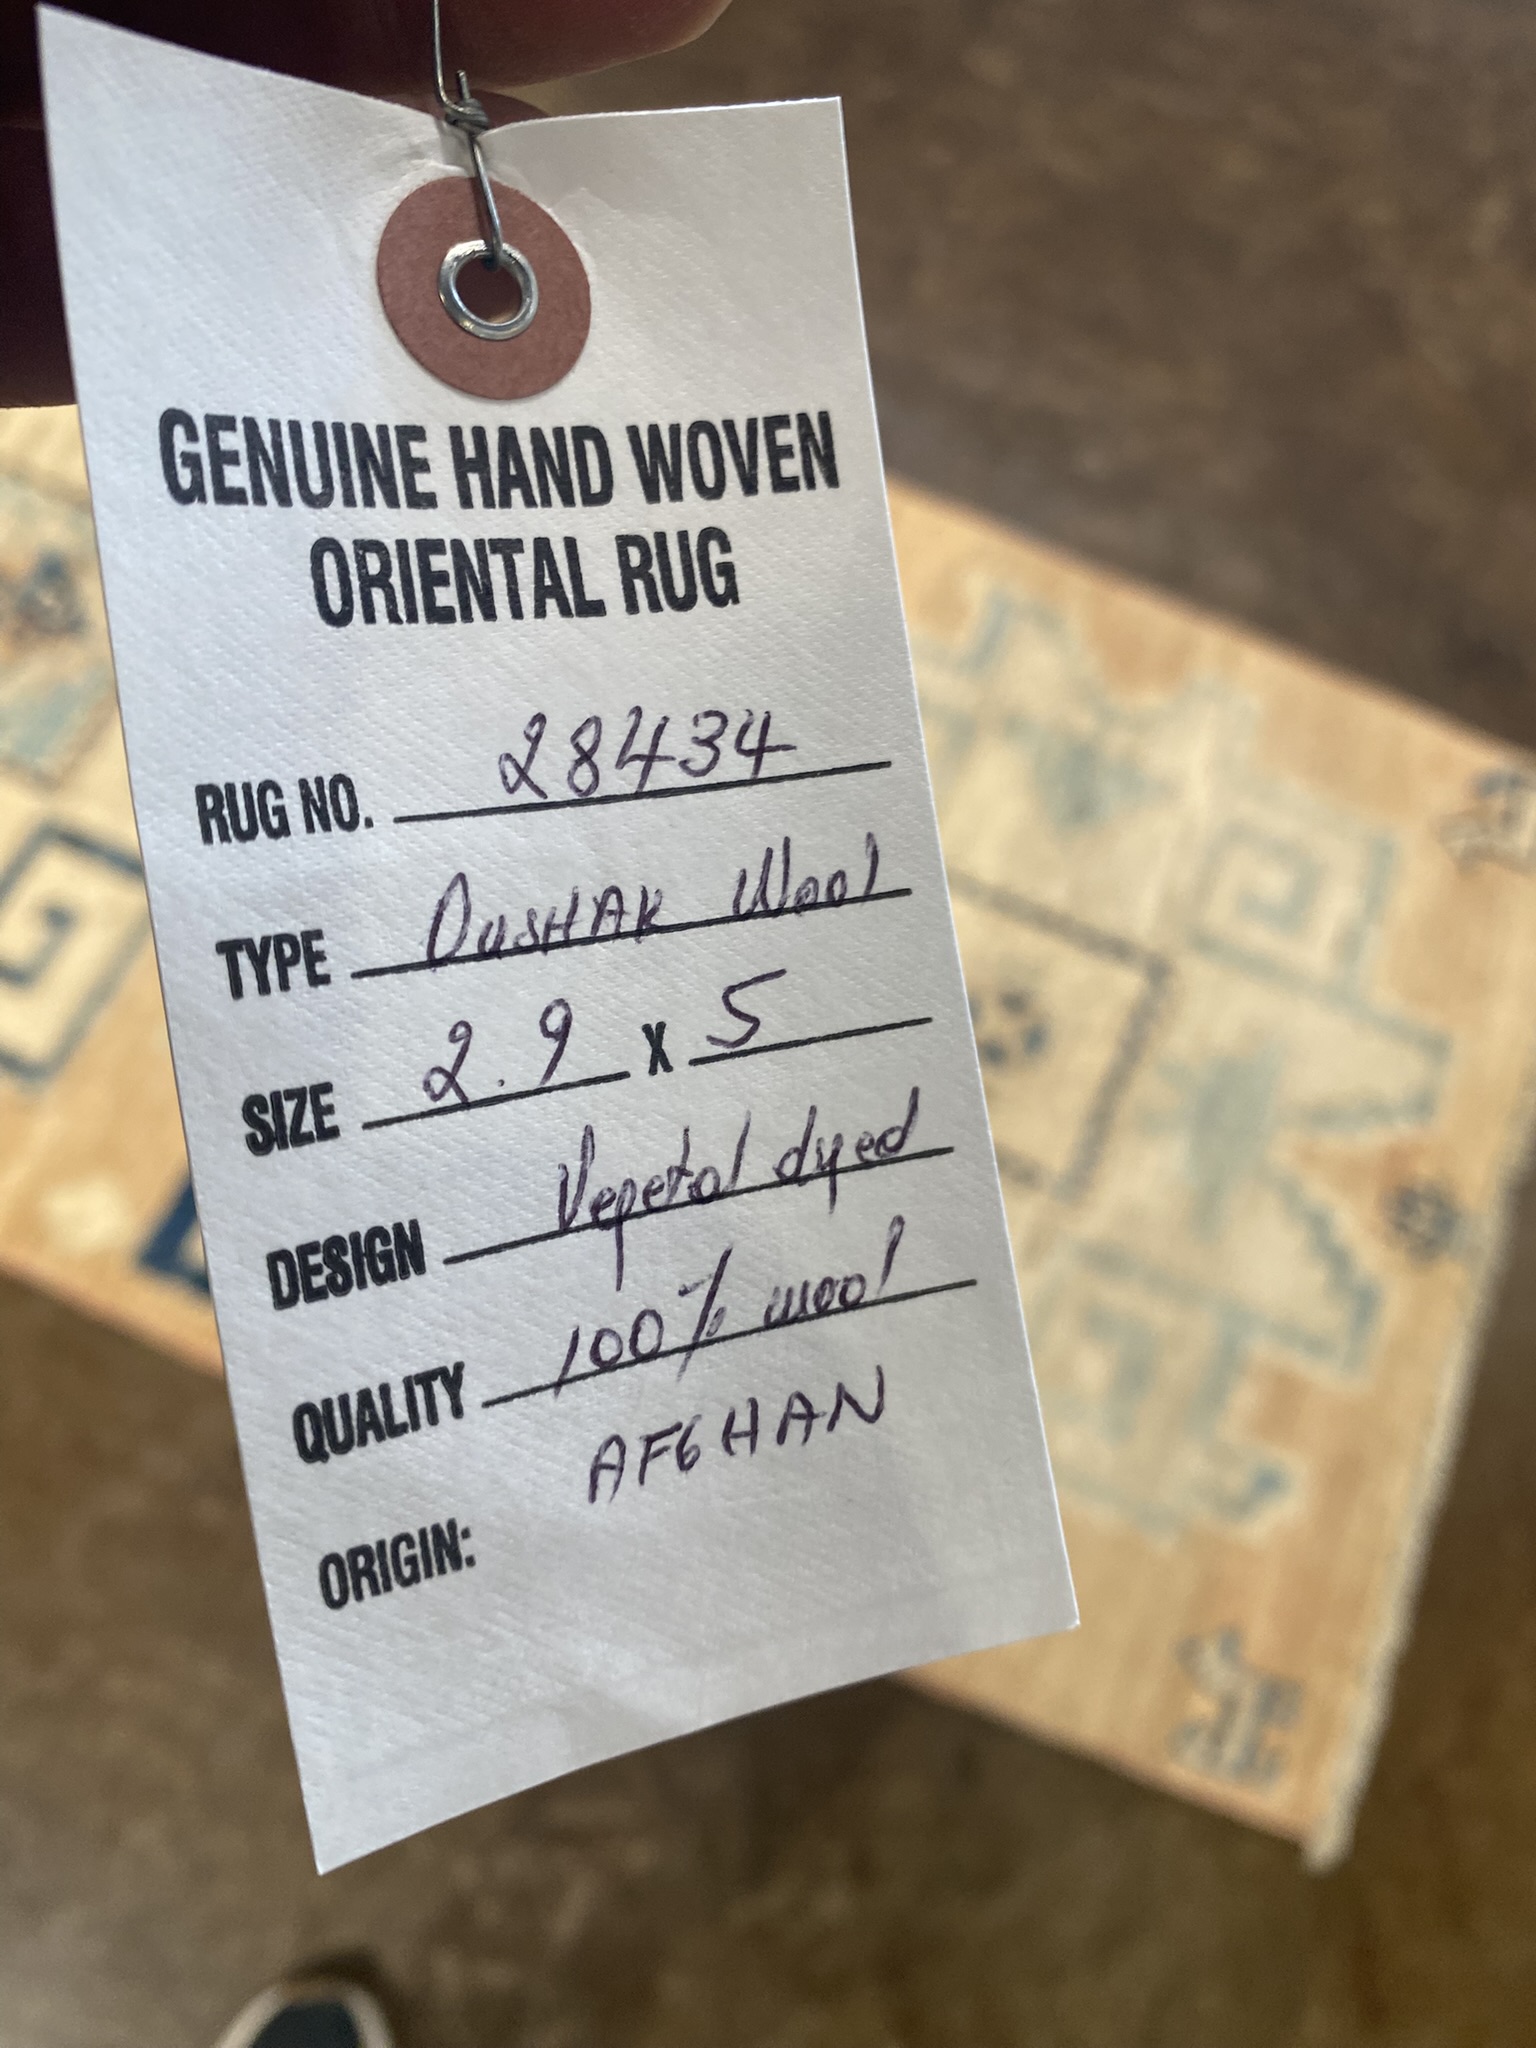 GENUINE HAND WOVEN
ORIENTAL RUG
RUG NO. 28434
TYPE OUSHAK Wool
SIZE 2.9 X 5
DESIGN Vegetal dyed
QUALITY 100% wool
AFGHAN
ORIGIN: